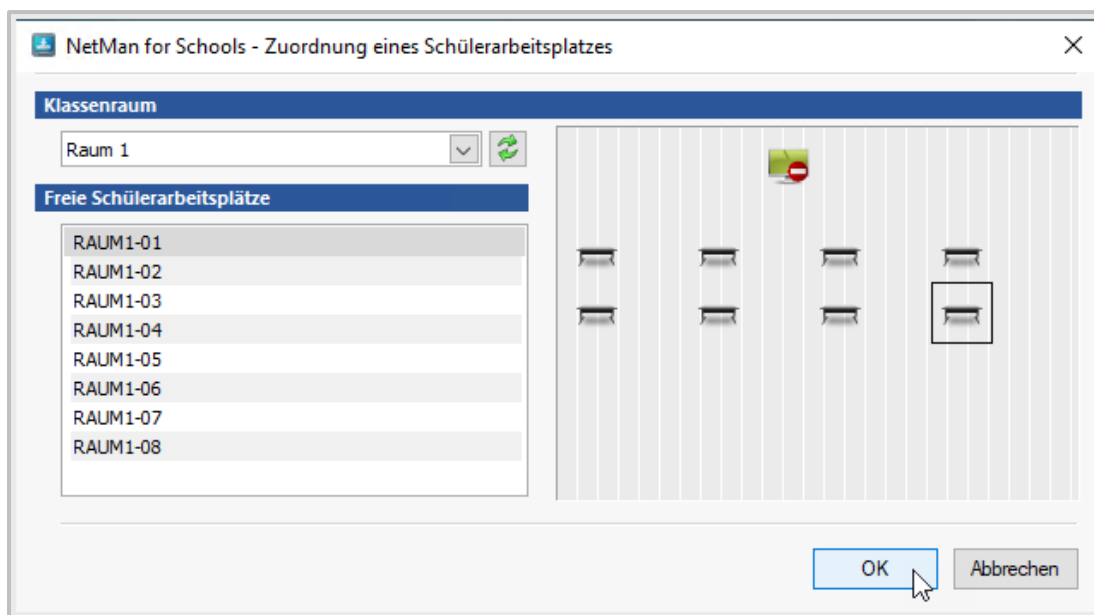 NetMan for Schools - Zuordnung eines Schülerarbeitsplatzes
Klassenraum
Raum 1
Freie Schülerarbeitsplätze
RAUM1-01
RAUM1-02
RAUM1-03
RAUM1-04
RAUM1-05
RAUM1-06
RAUM1-07
RAUM1-08
OK
Abbrechen